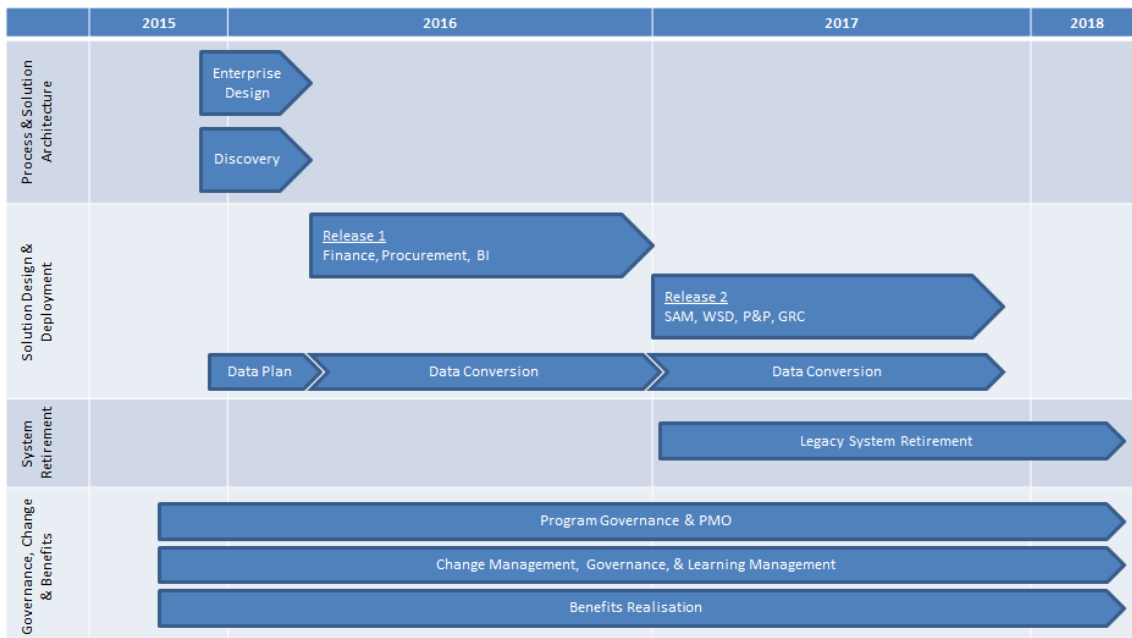 2015
2016
2017
2018
Process & Solution
Architecture
Enterprise
Design
Discovery
Solution Design &
Deployment
Release 1
Finance, Procurement, BI
Release 2
SAM, WSD, P&P, GRC
Data Plan
Data Conversion
Data Conversion
System
Retirement
Legacy System Retirement
Governance, Change
& Benefits
Program Governance & PMO
Change Management, Governance, & Learning Management
Benefits Realisation